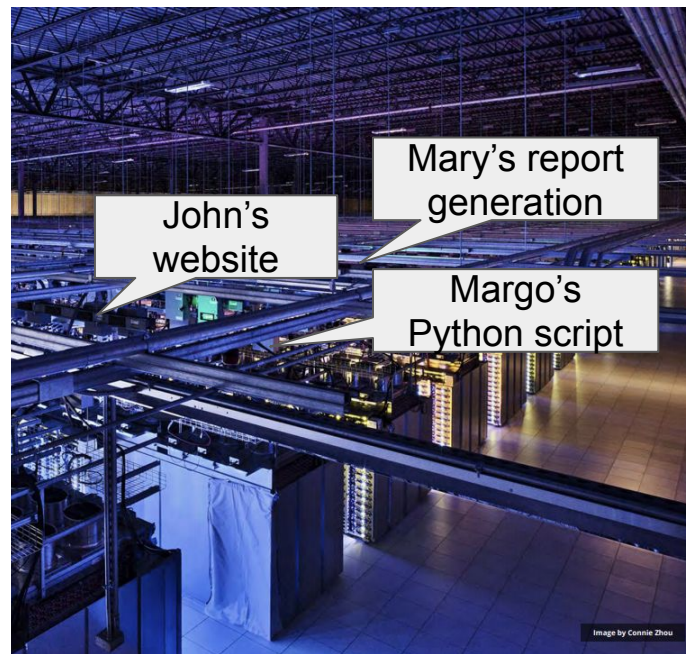 Mary’s report
generation
John’s
website
Margo’s
Python script
Image by Connie Zhou